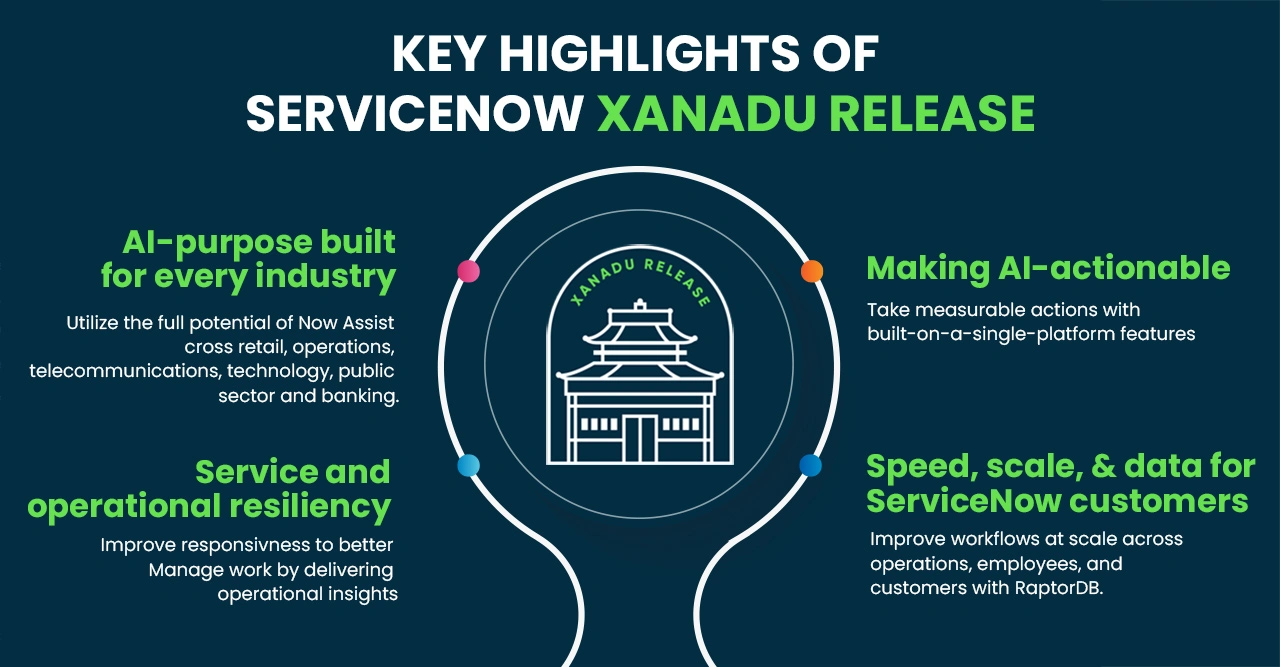 KEY HIGHLIGHTS OF
SERVICENOW XANADU RELEASE
AI-purpose built
for every industry
Utilize the full potential of Now Assist
cross retail, operations,
telecommunications, technology, public
sector and banking.
Service and
operational resiliency
Improve responsivness to better
Manage work by delivering
operational insights
XANADU RELEASE
Making AI-actionable
Take measurable actions with
built-on-a-single-platform features
Speed, scale, & data for
ServiceNow customers
Improve workflows at scale across
operations, employees, and
customers with RaptorDB.